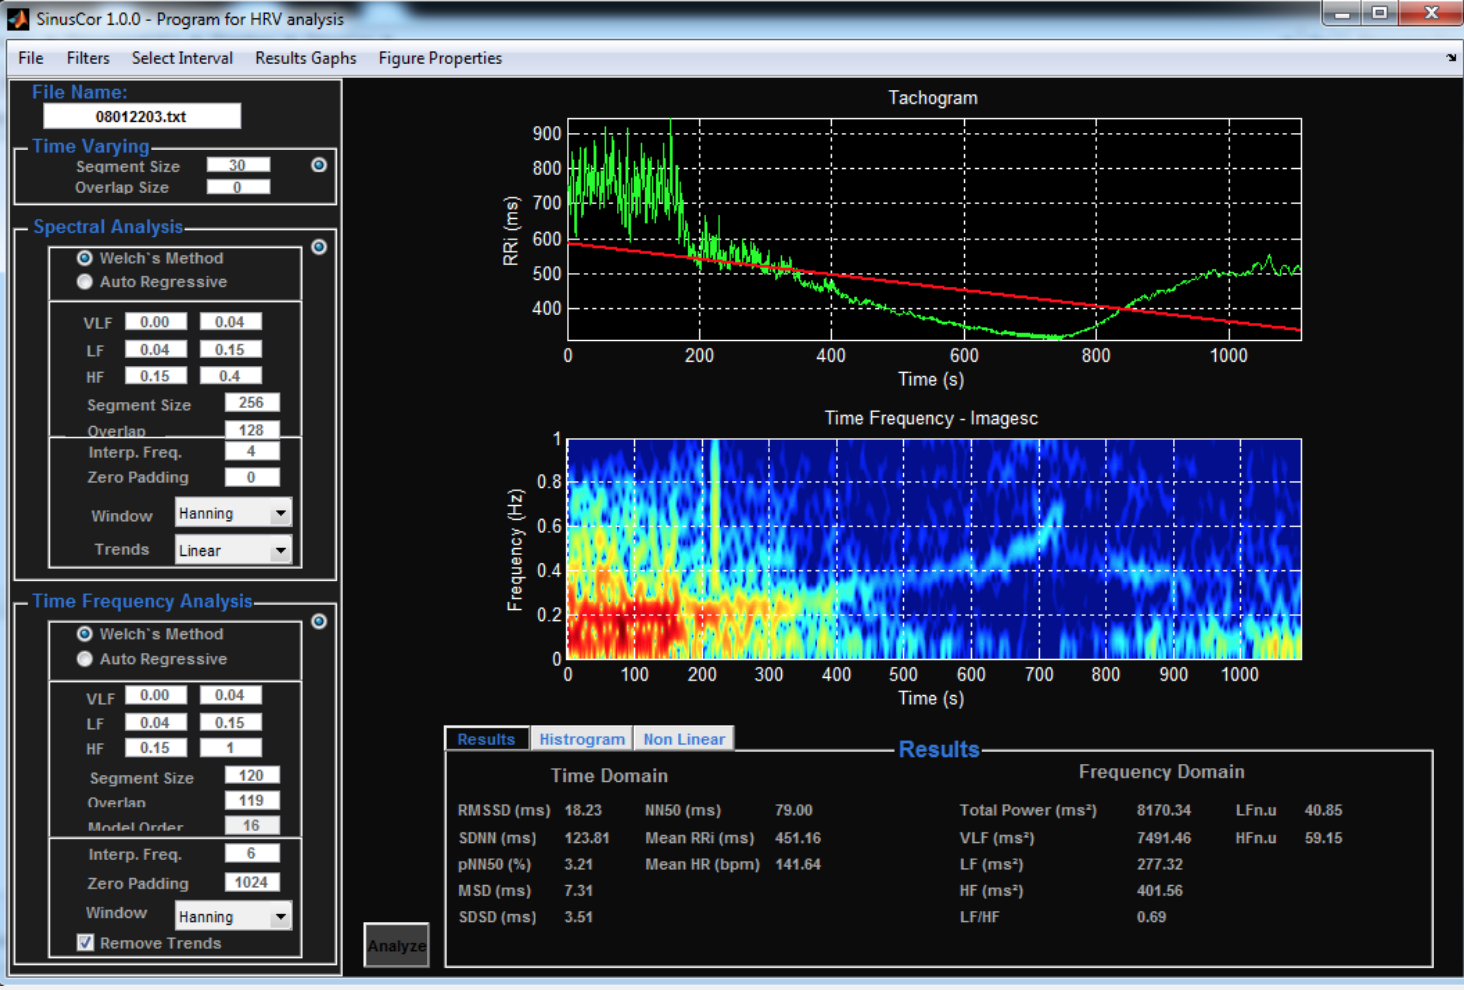 SinusCor 1.0.0 - Program for HRV analysis
File Filters Select Interval Results Gaphs Figure Properties
File Name:
08012203.txt
Time Varying
Segment Size 30
Overlap Size 0
Spectral Analysis
Welch`s Method
Auto Regressive
VLF 0.00 0.04
LF 0.04 0.15
HF 0.15 0.4
Segment Size 256
Overlap 128
Interp. Freq. 4
Zero Padding 0
Window Hanning
Trends Linear
Time Frequency Analysis
Welch`s Method
Auto Regressive
VLF 0.00 0.04
LF 0.04 0.15
HF 0.15 1
Segment Size 120
Overlap 119
Model Order 16
Interp. Freq. 6
Zero Padding 1024
Window Hanning
Remove Trends
Analyze
Tachogram
RRi (ms)
900
800
700
600
500
400
0 200 400 600 800 1000
Time (s)
Time Frequency - Imagesc
Frequency (Hz)
1
0.8
0.6
0.4
0.2
0
0 100 200 300 400 500 600 700 800 900 1000
Time (s)
Results Histrogram Non Linear
Results
Time Domain Frequency Domain
RMSSD (ms) 18.23 NN50 (ms) 79.00 Total Power (ms²) 8170.34 LFn.u 40.85
SDNN (ms) 123.81 Mean RRi (ms) 451.16 VLF (ms²) 7491.46 HFn.u 59.15
pNN50 (%) 3.21 Mean HR (bpm) 141.64 LF (ms²) 277.32
MSD (ms) 7.31 HF (ms²) 401.56
SDSD (ms) 3.51 LF/HF 0.69